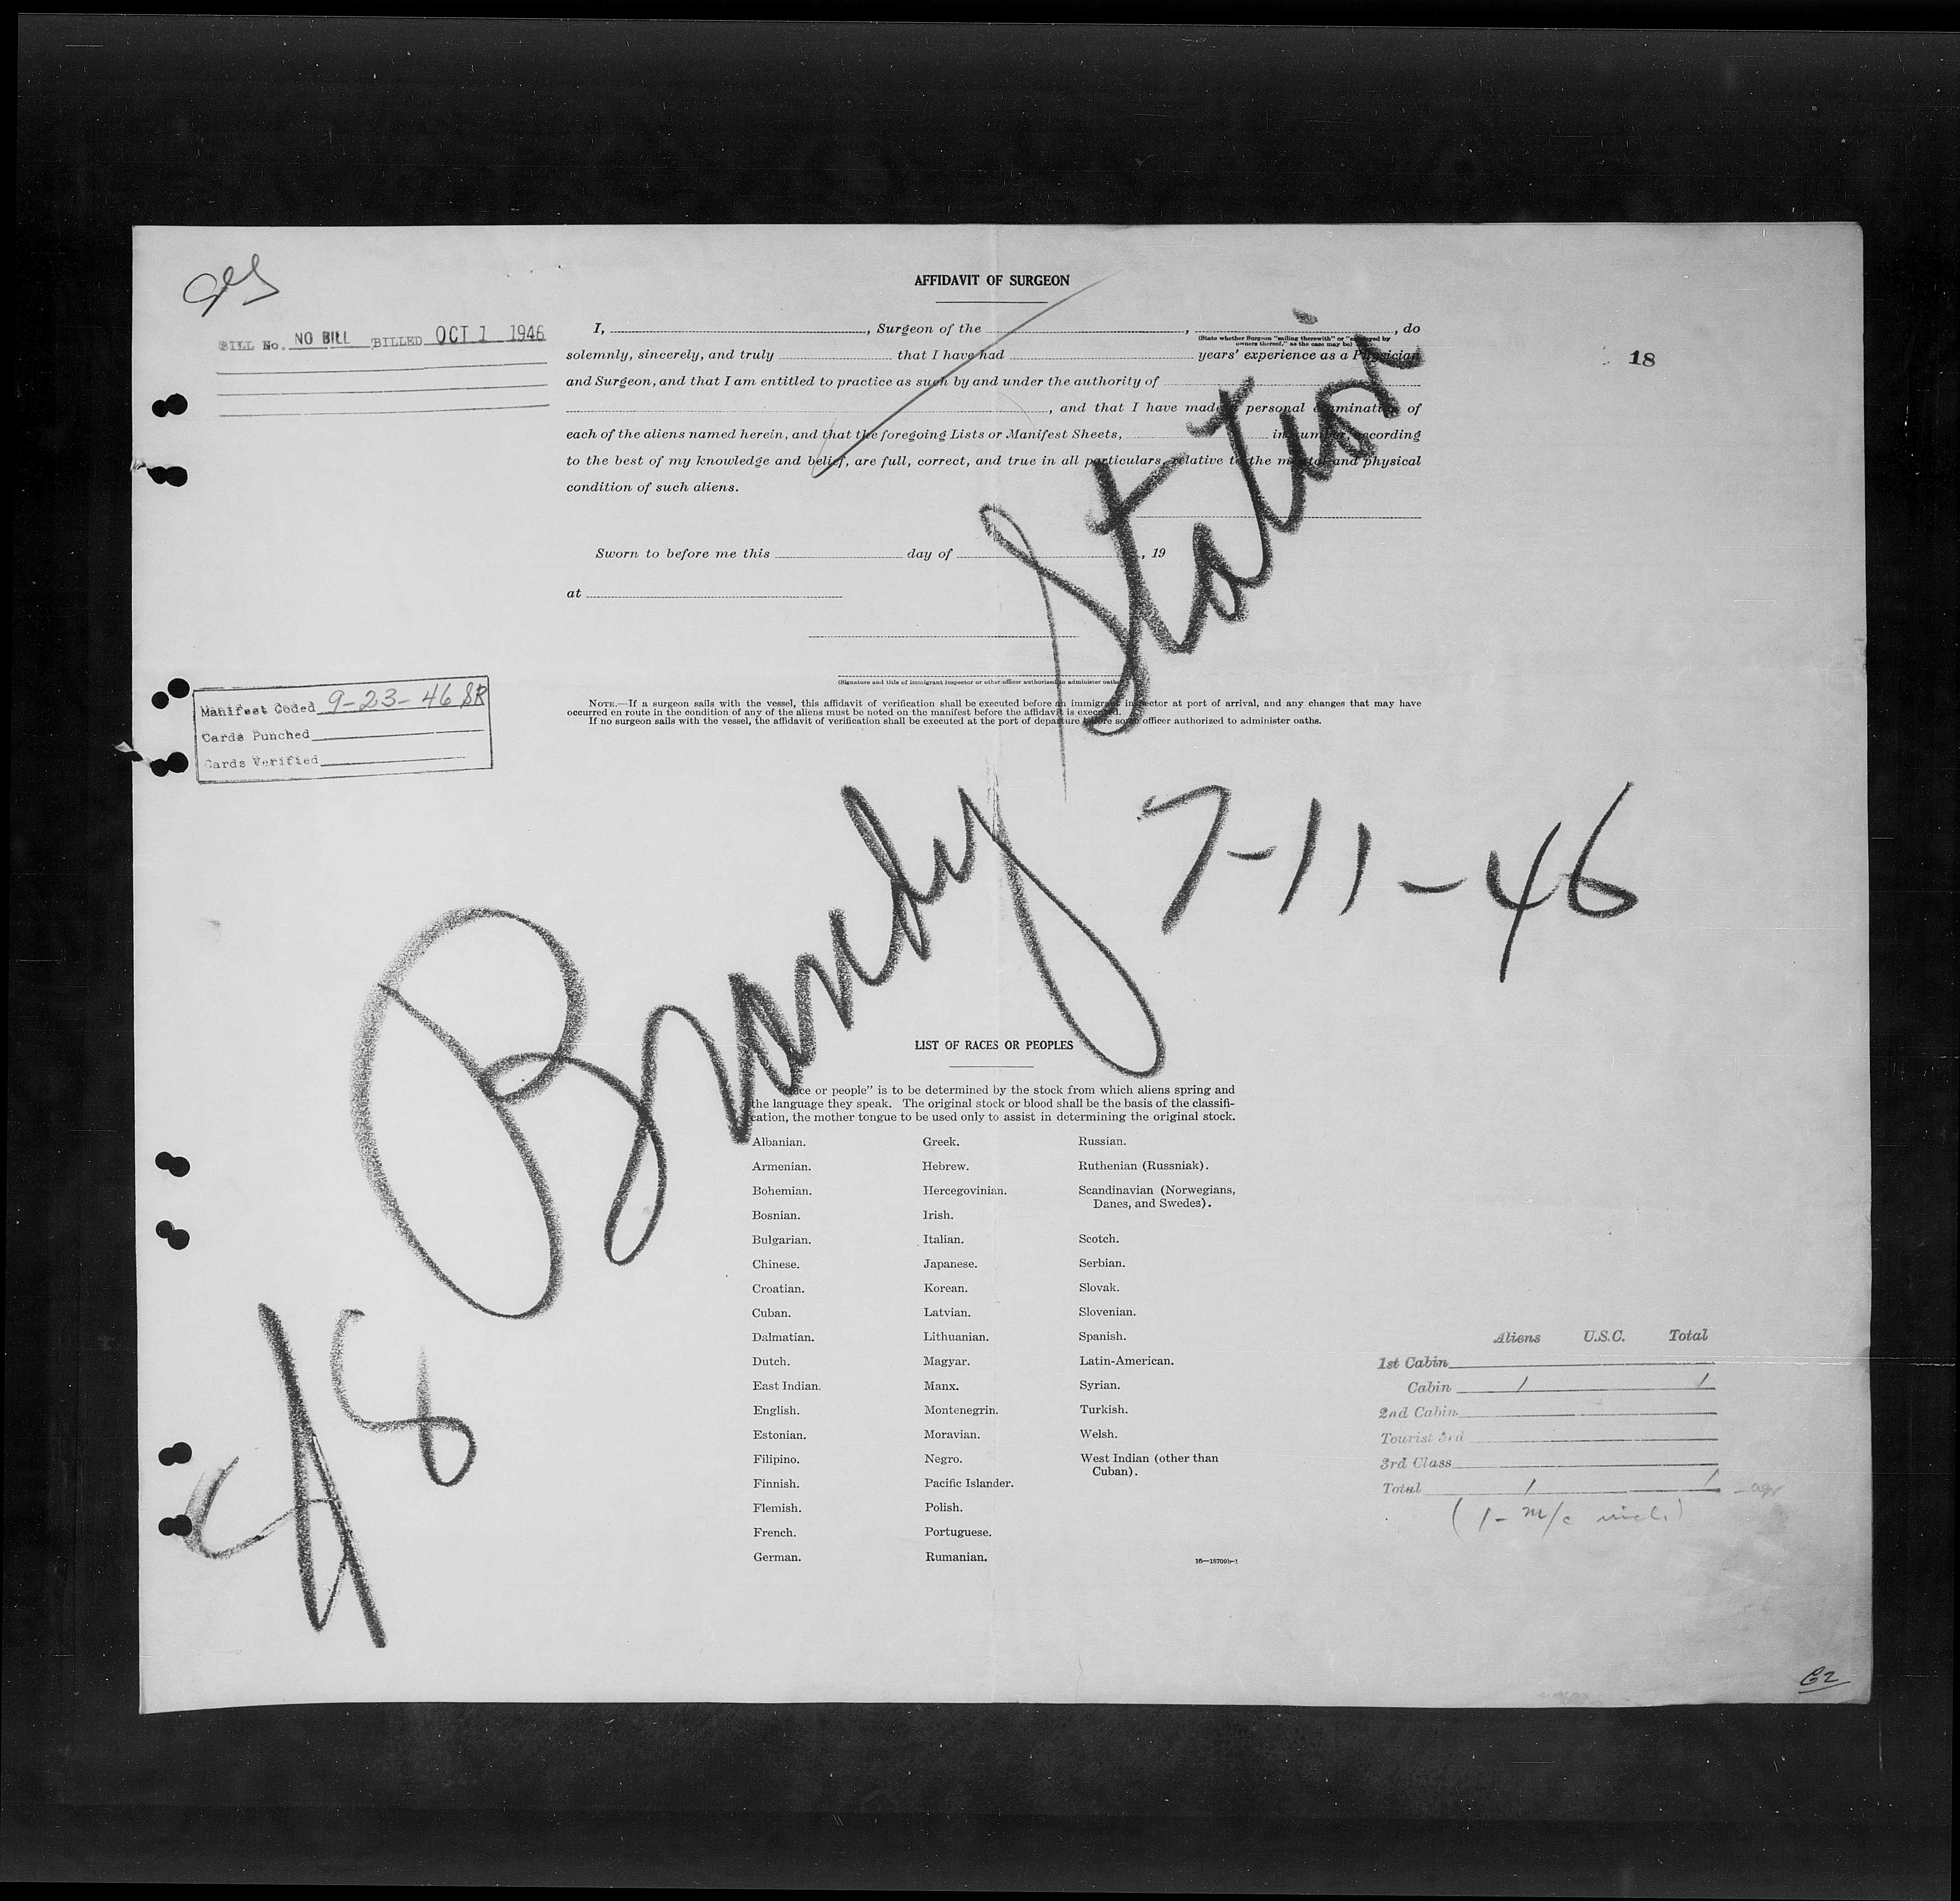 AFFIDAVIT OF SURGEON
BILL No. NO BILL BILLED OCT 1 1946
I, , Surgeon of the , , do
(State whether Surgeon "sailing therewith" or "employed by
owners thereof," as the case may be)
solemnly, sincerely, and truly that I have had years' experience as a Physician
18
and Surgeon, and that I am entitled to practice as such by and under the authority of
, and that I have made a personal examination of
each of the aliens named herein, and that the foregoing Lists or Manifest Sheets, in number, according
to the best of my knowledge and belief, are full, correct, and true in all particulars relative to the mental and physical
condition of such aliens.
Sworn to before me this day of , 19
at
(Signature and title of immigrant inspector or other officer authorized to administer oaths)
NOTE.—If a surgeon sails with the vessel, this affidavit of verification shall be executed before an immigrant inspector at port of arrival, and any changes that may have
occurred en route in the condition of any of the aliens must be noted on the manifest before the affidavit is executed.
If no surgeon sails with the vessel, the affidavit of verification shall be executed at the port of departure before some officer authorized to administer oaths.
Manifest Coded 9-23-46 SR
Cards Punched
Cards Verified
SS Brandy Station
7-11-46
LIST OF RACES OR PEOPLES
"Race or people" is to be determined by the stock from which aliens spring and
the language they speak. The original stock or blood shall be the basis of the classifi-
cation, the mother tongue to be used only to assist in determining the original stock.
Albanian.
Armenian.
Bohemian.
Bosnian.
Bulgarian.
Chinese.
Croatian.
Cuban.
Dalmatian.
Dutch.
East Indian.
English.
Estonian.
Filipino.
Finnish.
Flemish.
French.
German.
Greek.
Hebrew.
Hercegovinian.
Irish.
Italian.
Japanese.
Korean.
Latvian.
Lithuanian.
Magyar.
Manx.
Montenegrin.
Moravian.
Negro.
Pacific Islander.
Polish.
Portuguese.
Rumanian.
Russian.
Ruthenian (Russniak).
Scandinavian (Norwegians,
Danes, and Swedes).
Scotch.
Serbian.
Slovak.
Slovenian.
Spanish.
Latin-American.
Syrian.
Turkish.
Welsh.
West Indian (other than
Cuban).
16—18709b-1
Aliens U.S.C. Total
1st Cabin
Cabin 1 1
2nd Cabin
Tourist 3rd
3rd Class
Total 1 1
(1- m/c incl.)